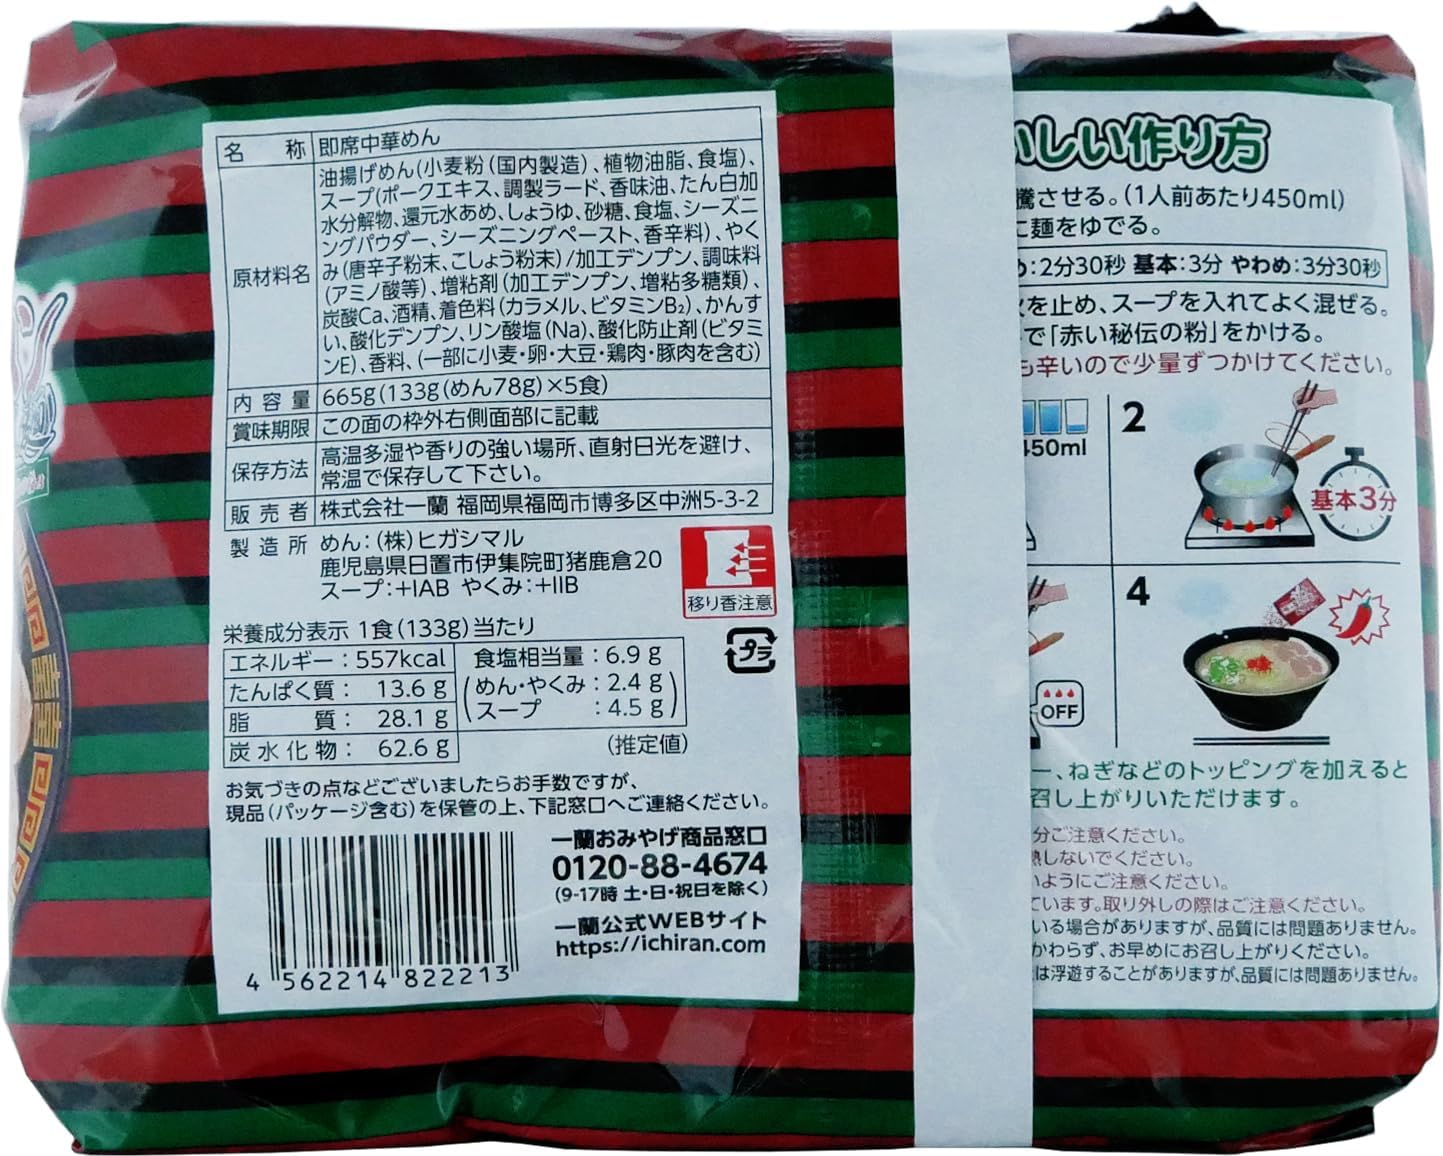 名称 即席中華めん
原材料名
油揚げめん(小麦粉(国内製造)、植物油脂、食塩)、
スープ(ポークエキス、調製ラード、香味油、たん白加
水分解物、還元水あめ、しょうゆ、砂糖、食塩、シーズニ
ングパウダー、シーズニングペースト、香辛料)、やく
み(唐辛子粉末、こしょう粉末)/加工デンプン、調味料
(アミノ酸等)、増粘剤(加工デンプン、増粘多糖類)、
炭酸Ca、酒精、着色料(カラメル、ビタミンB₂)、かんす
い、酸化デンプン、リン酸塩(Na)、酸化防止剤(ビタミ
ンE)、香料、(一部に小麦・卵・大豆・鶏肉・豚肉を含む)
内容量 665g(133g(めん78g)×5食)
賞味期限 この面の枠外右側面部に記載
保存方法
高温多湿や香りの強い場所、直射日光を避け、
常温で保存して下さい。
販売者 株式会社一蘭 福岡県福岡市博多区中洲5-3-2
製造所 めん:(株)ヒガシマル
鹿児島県日置市伊集院町猪鹿倉20
スープ:+IAB やくみ:+IIB
移り香注意
プラ
栄養成分表示 1食(133g)当たり
エネルギー:557kcal
たんぱく質: 13.6g
脂質: 28.1g
炭水化物: 62.6g
食塩相当量:6.9g
(めん・やくみ:2.4g
スープ:4.5g)
(推定値)
お気づきの点などございましたらお手数ですが、
現品(パッケージ含む)を保管の上、下記窓口へご連絡ください。
4 562214 822213
一蘭おみやげ商品窓口
0120-88-4674
(9-17時 土・日・祝日を除く)
一蘭公式WEBサイト
https://ichiran.com
いしい作り方
騰させる。(1人前あたり450ml)
に麺をゆでる。
め:2分30秒 基本:3分 やわめ:3分30秒
火を止め、スープを入れてよく混ぜる。
で「赤い秘伝の粉」をかける。
も辛いので少量ずつかけてください。
450ml
2
基本3分
OFF
4
ー、ねぎなどのトッピングを加えると
召し上がりいただけます。
分ご注意ください。
熱しないでください。
いようにご注意ください。
ています。取り外しの際はご注意ください。
いる場合がありますが、品質には問題ありません。
かわらず、お早めにお召し上がりください。
は浮遊することがありますが、品質には問題ありません。